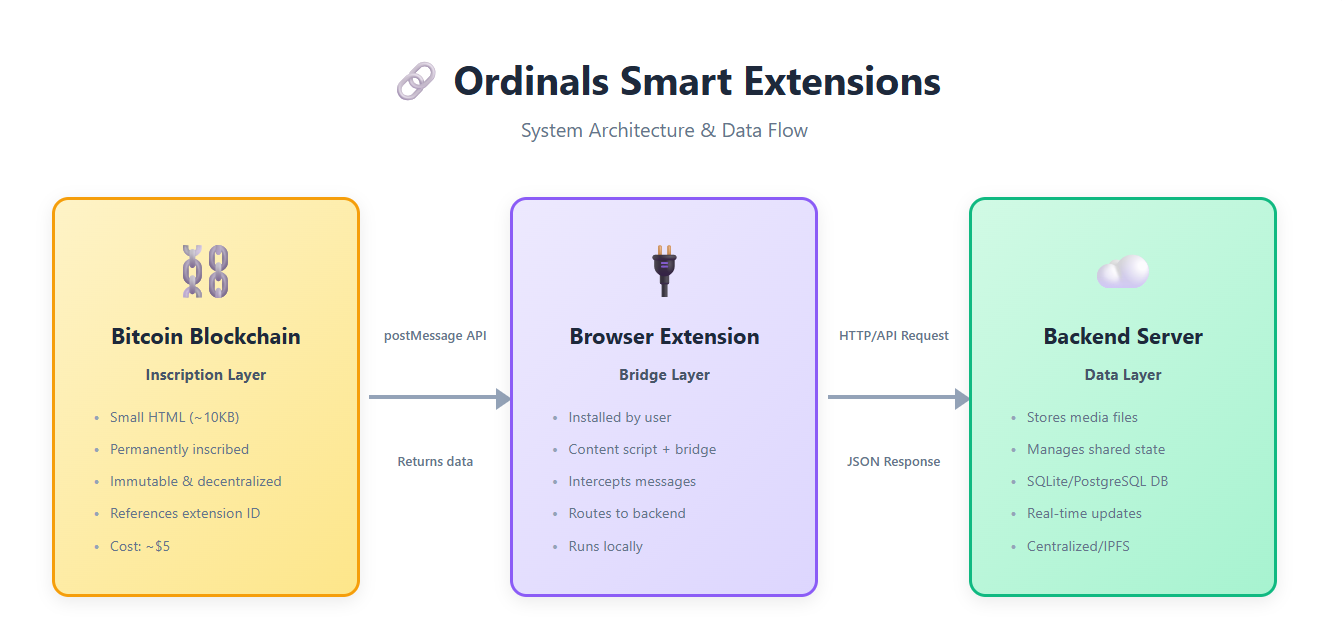 Ordinals Smart Extensions
System Architecture & Data Flow
Bitcoin Blockchain
Inscription Layer
• Small HTML (~10KB)
• Permanently inscribed
• Immutable & decentralized
• References extension ID
• Cost: ~$5
postMessage API
Returns data
Browser Extension
Bridge Layer
• Installed by user
• Content script + bridge
• Intercepts messages
• Routes to backend
• Runs locally
HTTP/API Request
JSON Response
Backend Server
Data Layer
• Stores media files
• Manages shared state
• SQLite/PostgreSQL DB
• Real-time updates
• Centralized/IPFS